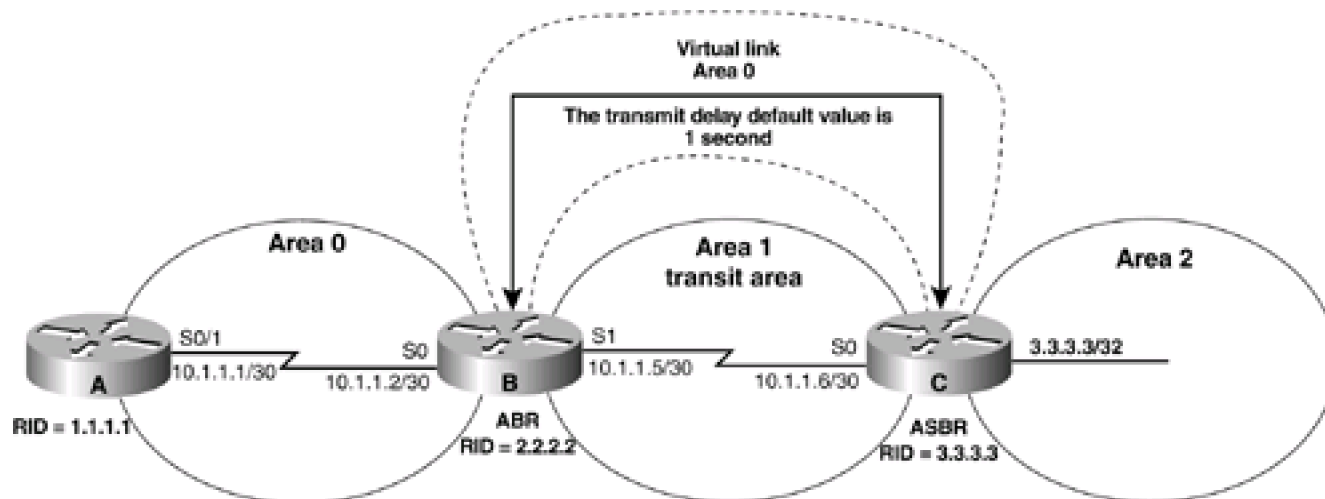 Virtual link
Area 0
The transmit delay default value is
1 second
Area 0
Area 1
transit area
Area 2
S0/1
10.1.1.1/30
S0
10.1.1.2/30
S1
10.1.1.5/30
S0
10.1.1.6/30
3.3.3.3/32
A
B
C
RID = 1.1.1.1
ABR
RID = 2.2.2.2
ASBR
RID = 3.3.3.3